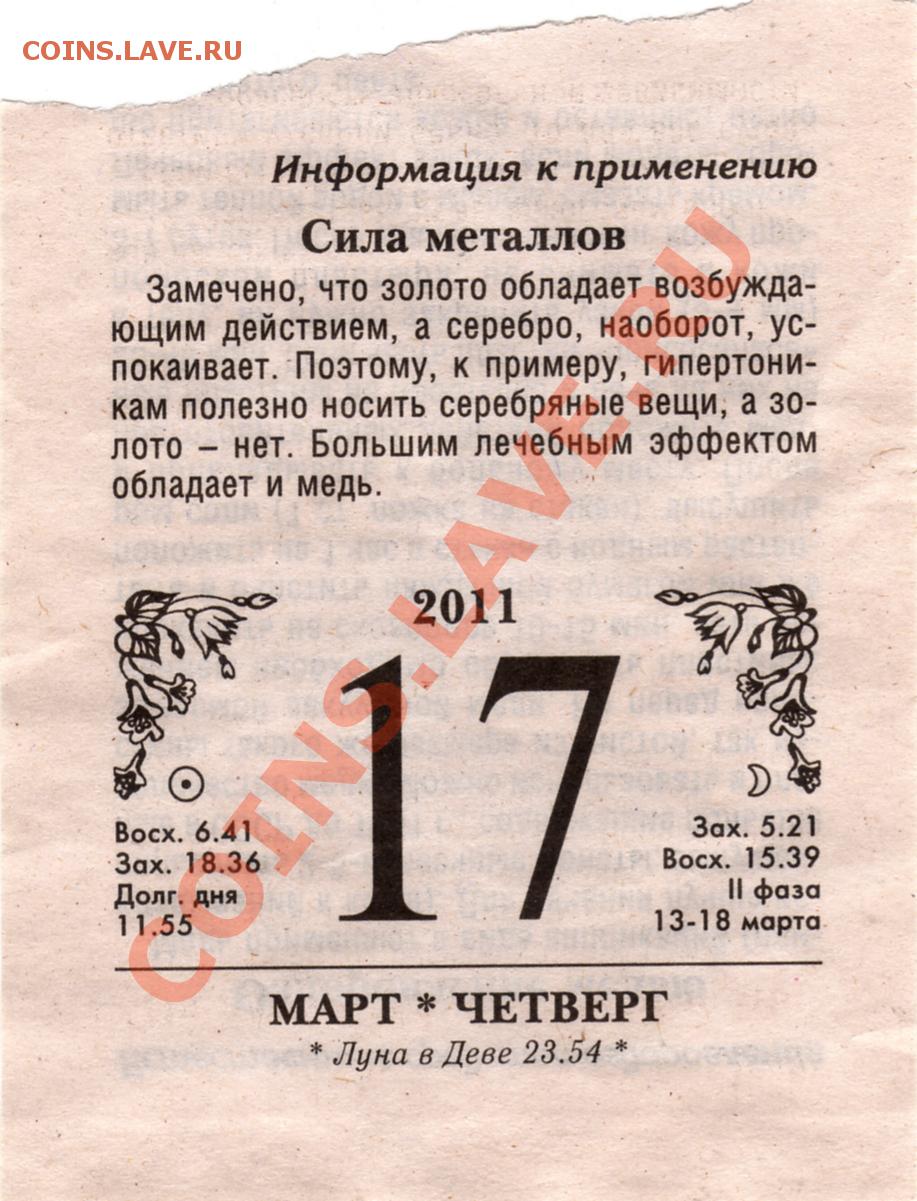 COINS.LAVE.RU
Информация к применению
Сила металлов
Замечено, что золото обладает возбужда-
ющим действием, а серебро, наоборот, ус-
покаивает. Поэтому, к примеру, гипертони-
кам полезно носить серебряные вещи, а зо-
лото – нет. Большим лечебным эффектом
обладает и медь.
2011
17
Восх. 6.41
Зах. 18.36
Долг. дня
11.55
Зах. 5.21
Восх. 15.39
II фаза
13-18 марта
МАРТ * ЧЕТВЕРГ
* Луна в Деве 23.54 *
COINS.LAVE.RU